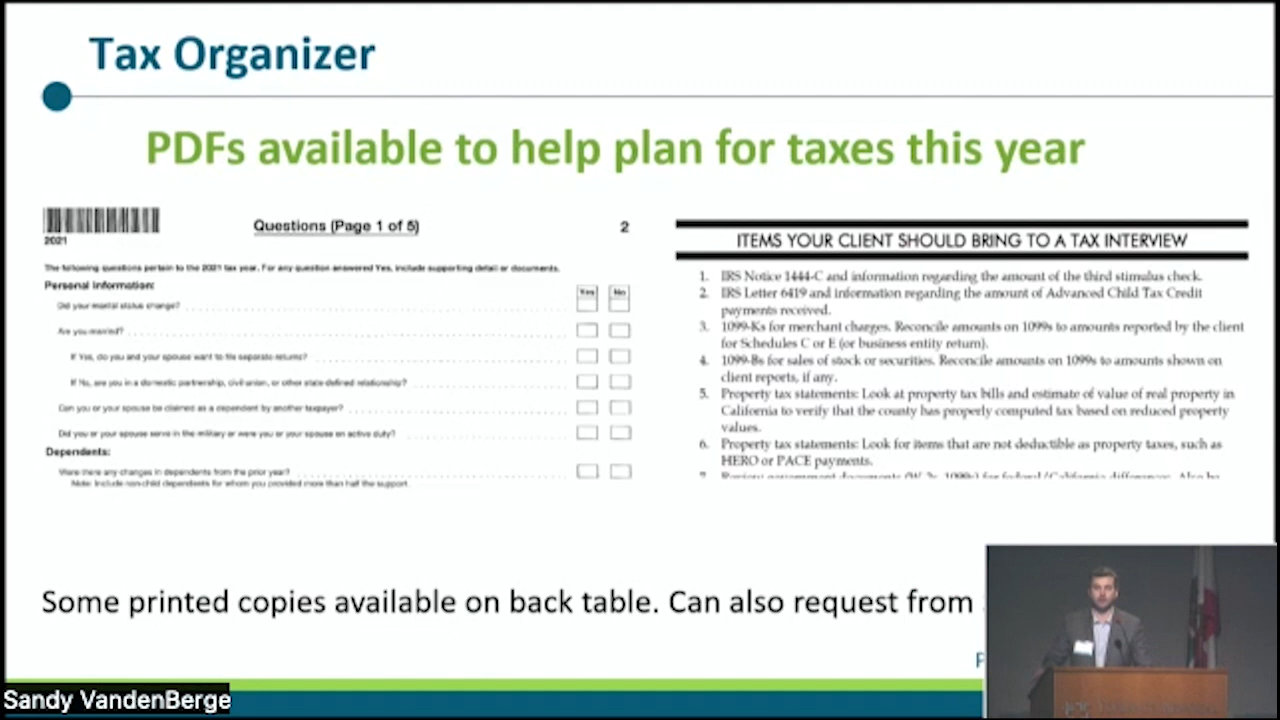 Tax Organizer
PDFs available to help plan for taxes this year
2021
Questions (Page 1 of 5)
2
The following questions pertain to the 2021 tax year. For any question answered Yes, include supporting detail or documents.
Personal Information:
Yes No
Did your marital status change?
Are you married?
If Yes, do you and your spouse want to file separate returns?
If No, are you in a domestic partnership, civil union, or other state-defined relationship?
Can you or your spouse be claimed as a dependent by another taxpayer?
Did you or your spouse serve in the military or were you or your spouse on active duty?
Dependents:
Were there any changes in dependents from the prior year?
Note: Include non-child dependents for whom you provided more than half the support.
ITEMS YOUR CLIENT SHOULD BRING TO A TAX INTERVIEW
1. IRS Notice 1444-C and information regarding the amount of the third stimulus check.
2. IRS Letter 6419 and information regarding the amount of Advanced Child Tax Credit
payments received.
3. 1099-Ks for merchant charges. Reconcile amounts on 1099s to amounts reported by the client
for Schedules C or E (or business entity return).
4. 1099-Bs for sales of stock or securities. Reconcile amounts on 1099s to amounts shown on
client reports, if any.
5. Property tax statements: Look at property tax bills and estimate of value of real property in
California to verify that the county has properly computed tax based on reduced property
values.
6. Property tax statements: Look for items that are not deductible as property taxes, such as
HERO or PACE payments.
Some printed copies available on back table. Can also request from
Sandy VandenBerge